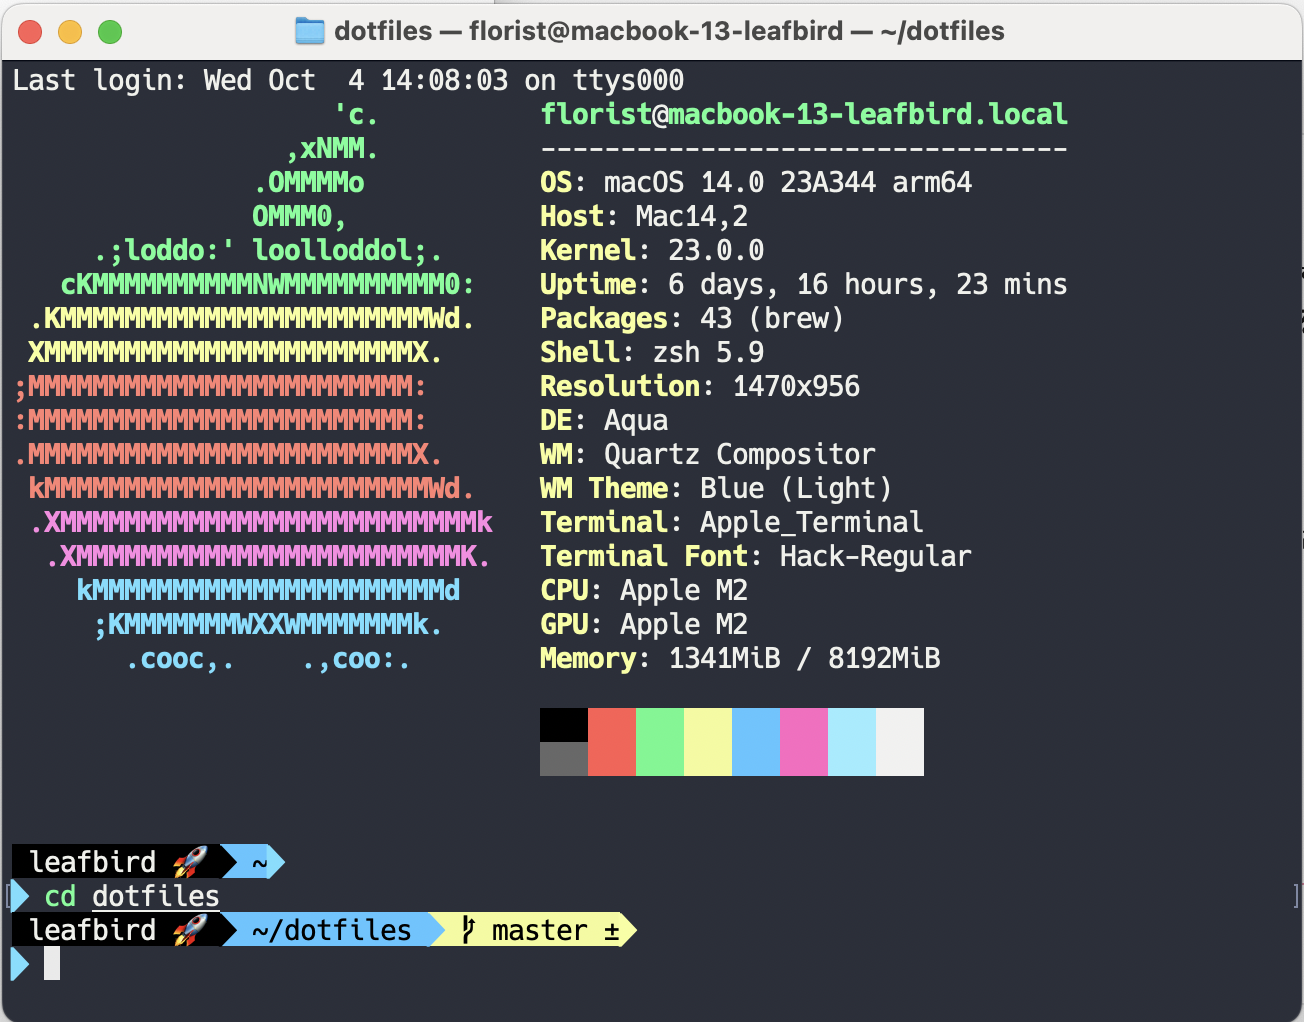 dotfiles — florist@macbook-13-leafbird — ~/dotfiles
Last login: Wed Oct  4 14:08:03 on ttys000
                    'c.          florist@macbook-13-leafbird.local
                 ,xNMM.          ---------------------------------
               .OMMMMo           OS: macOS 14.0 23A344 arm64
               OMMM0,            Host: Mac14,2
     .;loddo:' loolloddol;.      Kernel: 23.0.0
   cKMMMMMMMMMMNWMMMMMMMMMM0:    Uptime: 6 days, 16 hours, 23 mins
 .KMMMMMMMMMMMMMMMMMMMMMMMWd.    Packages: 43 (brew)
 XMMMMMMMMMMMMMMMMMMMMMMMX.      Shell: zsh 5.9
;MMMMMMMMMMMMMMMMMMMMMMMM:       Resolution: 1470x956
:MMMMMMMMMMMMMMMMMMMMMMMM:       DE: Aqua
.MMMMMMMMMMMMMMMMMMMMMMMMX.      WM: Quartz Compositor
 kMMMMMMMMMMMMMMMMMMMMMMMMWd.    WM Theme: Blue (Light)
 .XMMMMMMMMMMMMMMMMMMMMMMMMMMk   Terminal: Apple_Terminal
  .XMMMMMMMMMMMMMMMMMMMMMMMMK.   Terminal Font: Hack-Regular
    kMMMMMMMMMMMMMMMMMMMMMMd     CPU: Apple M2
     ;KMMMMMMMWXXWMMMMMMMk.      GPU: Apple M2
       .cooc,.    .,coo:.        Memory: 1341MiB / 8192MiB
leafbird 🚀 ~
cd dotfiles
leafbird 🚀 ~/dotfiles master ±